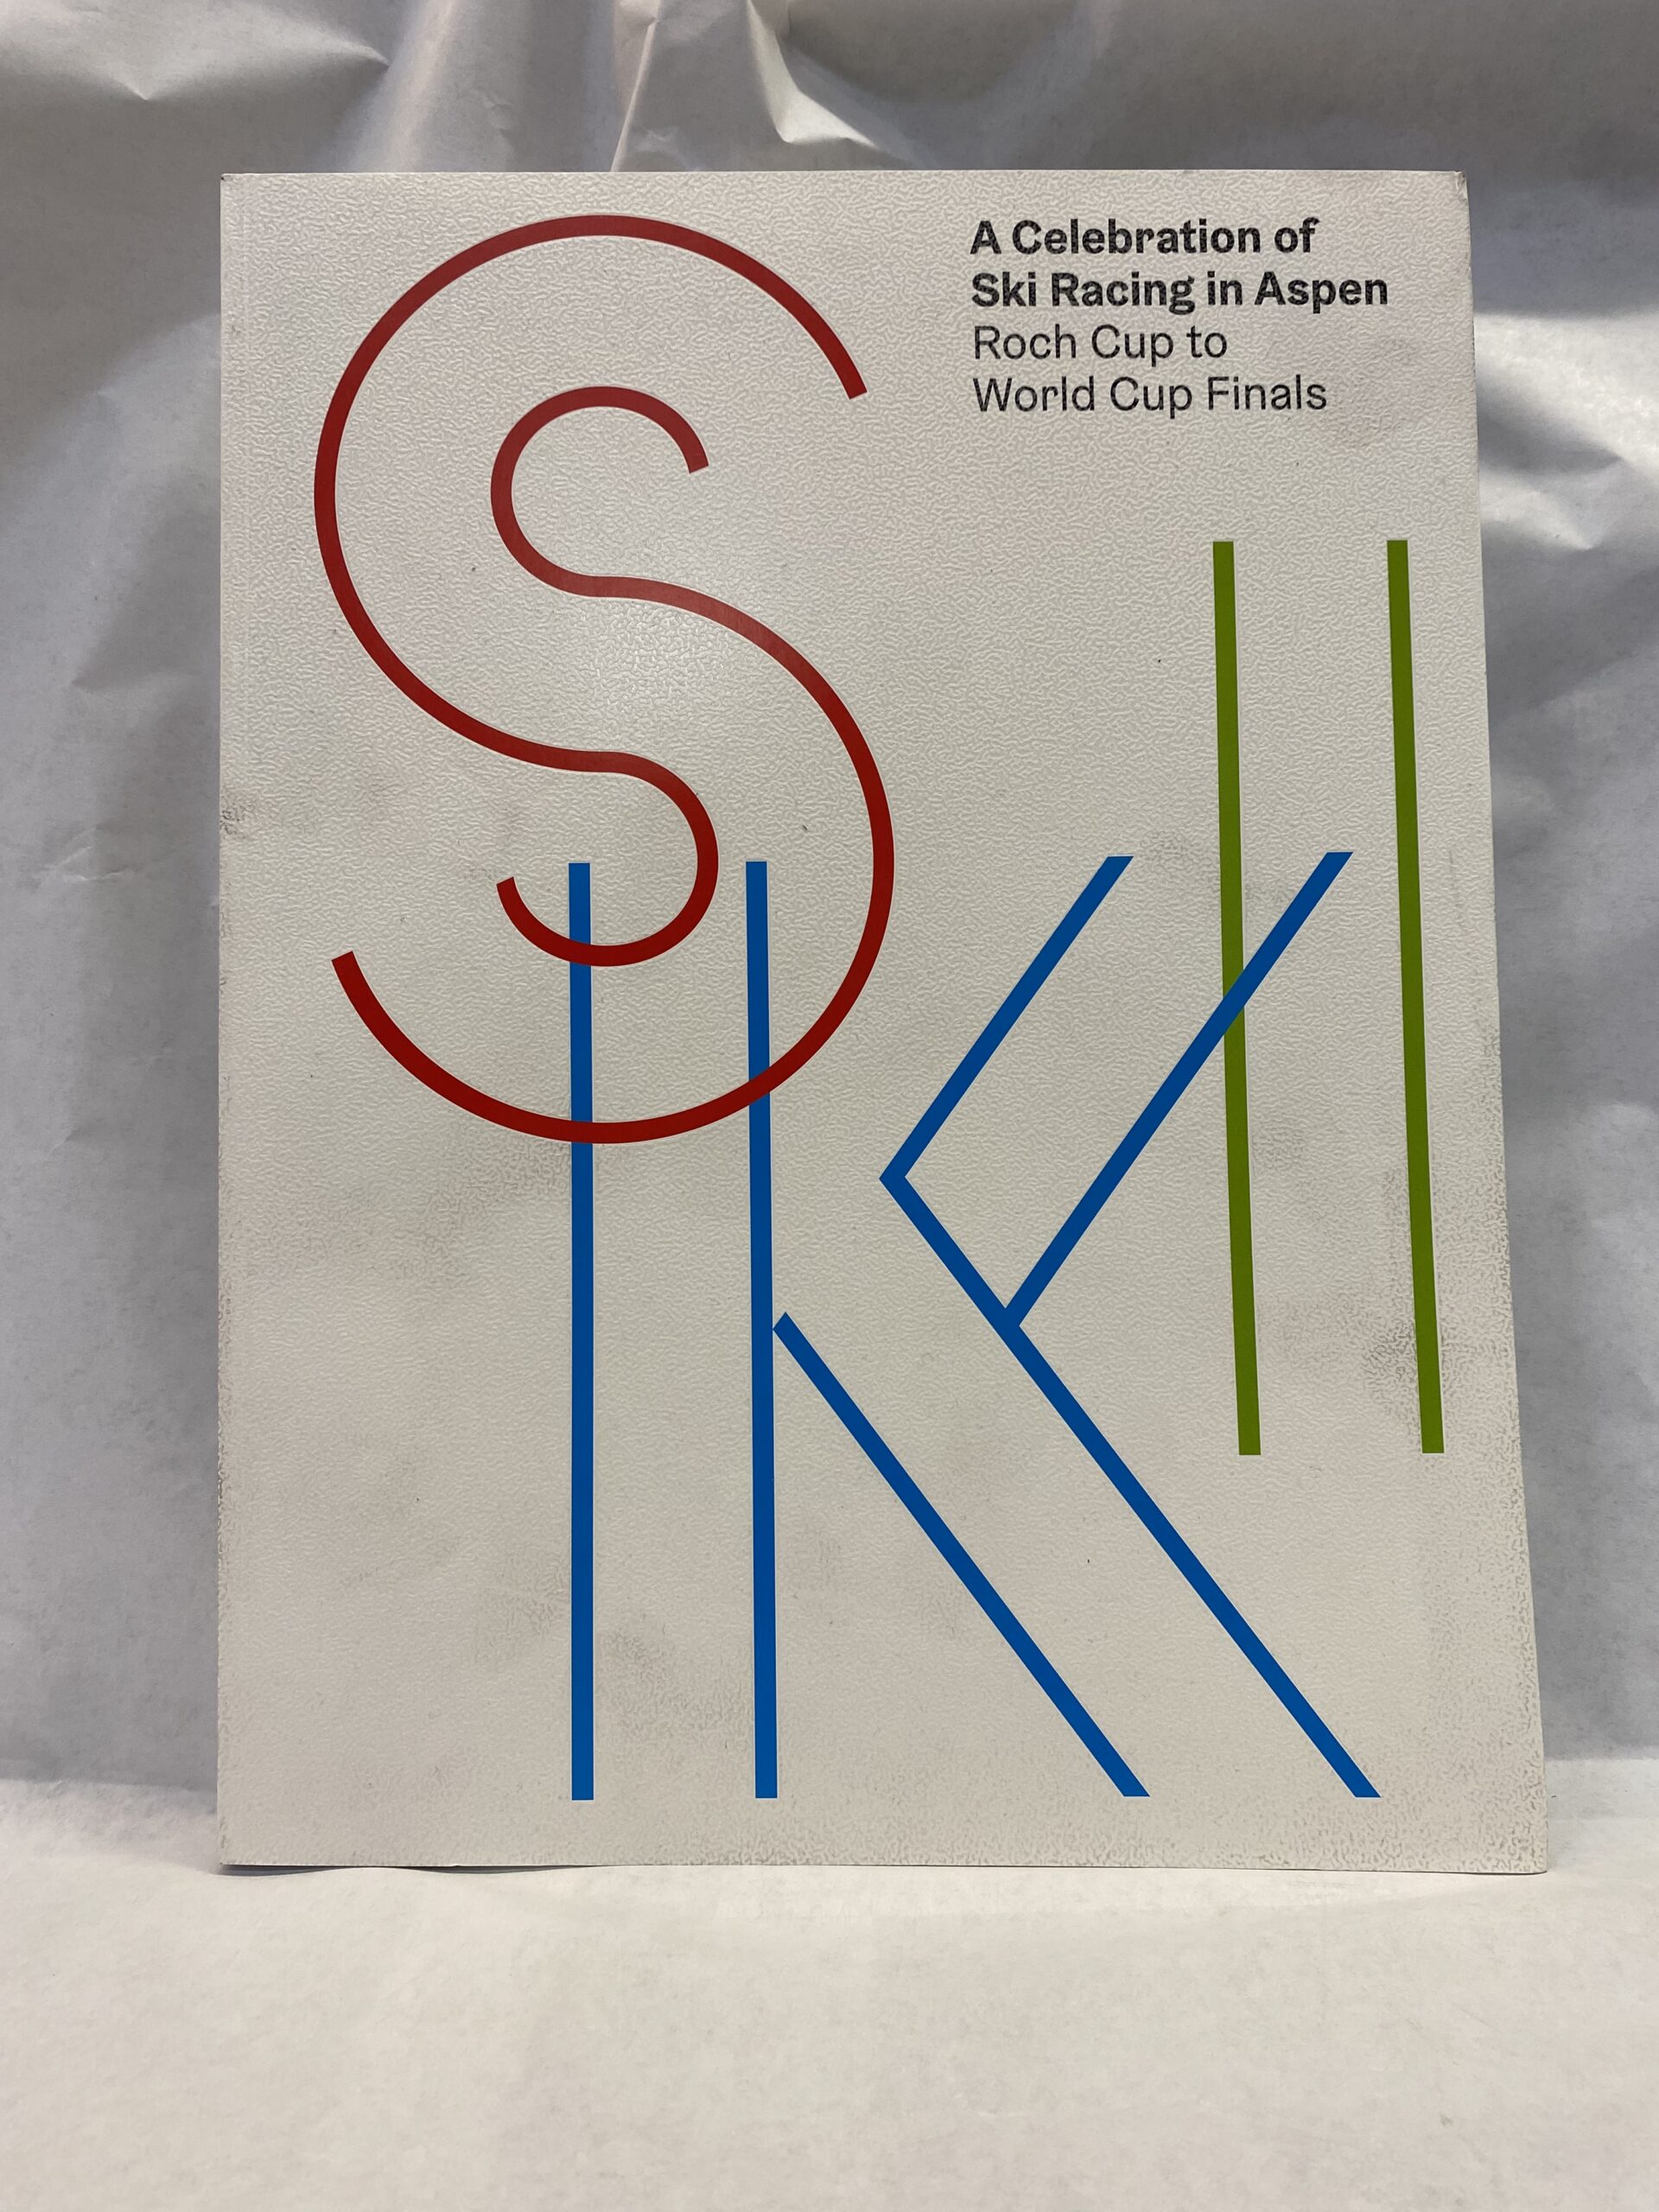 A Celebration of
Ski Racing in Aspen
Roch Cup to
World Cup Finals
SKI